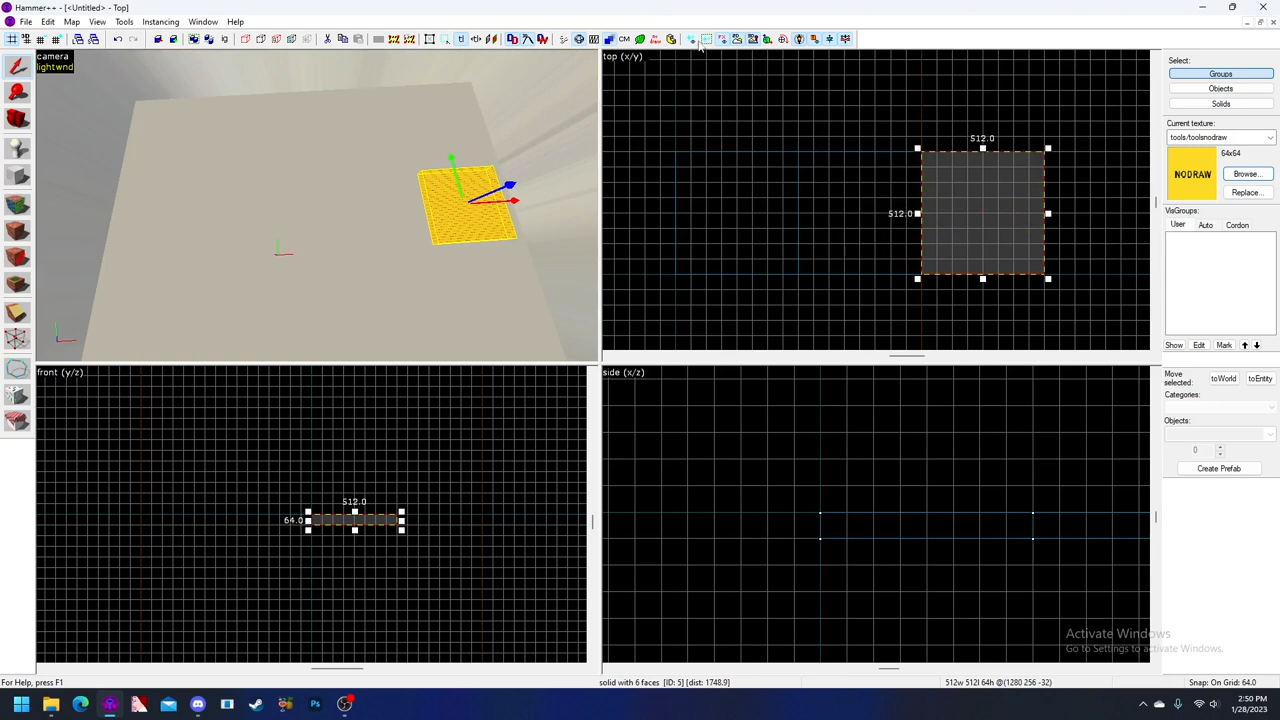 Hammer++ - [<Untitled> - Top]
File Edit Map View Tools Instancing Window Help
camera
lightwnd
top (x/y)
512.0
512.0
front (y/z)
512.0
64.0
side (x/z)
Select:
Groups
Objects
Solids
Current texture:
tools/toolsnodraw
NODRAW
64x64
Browse...
Replace...
VisGroups:
User Auto Cordon
Show Edit Mark
Move selected:
toWorld toEntity
Categories:
Objects:
0
Create Prefab
Activate Windows
Go to Settings to activate Windows.
For Help, press F1
solid with 6 faces [ID: 5] [dist: 1748.9]
512w 512l 64h @(1280 256 -32)
Snap: On Grid: 64.0
2:50 PM
1/28/2023